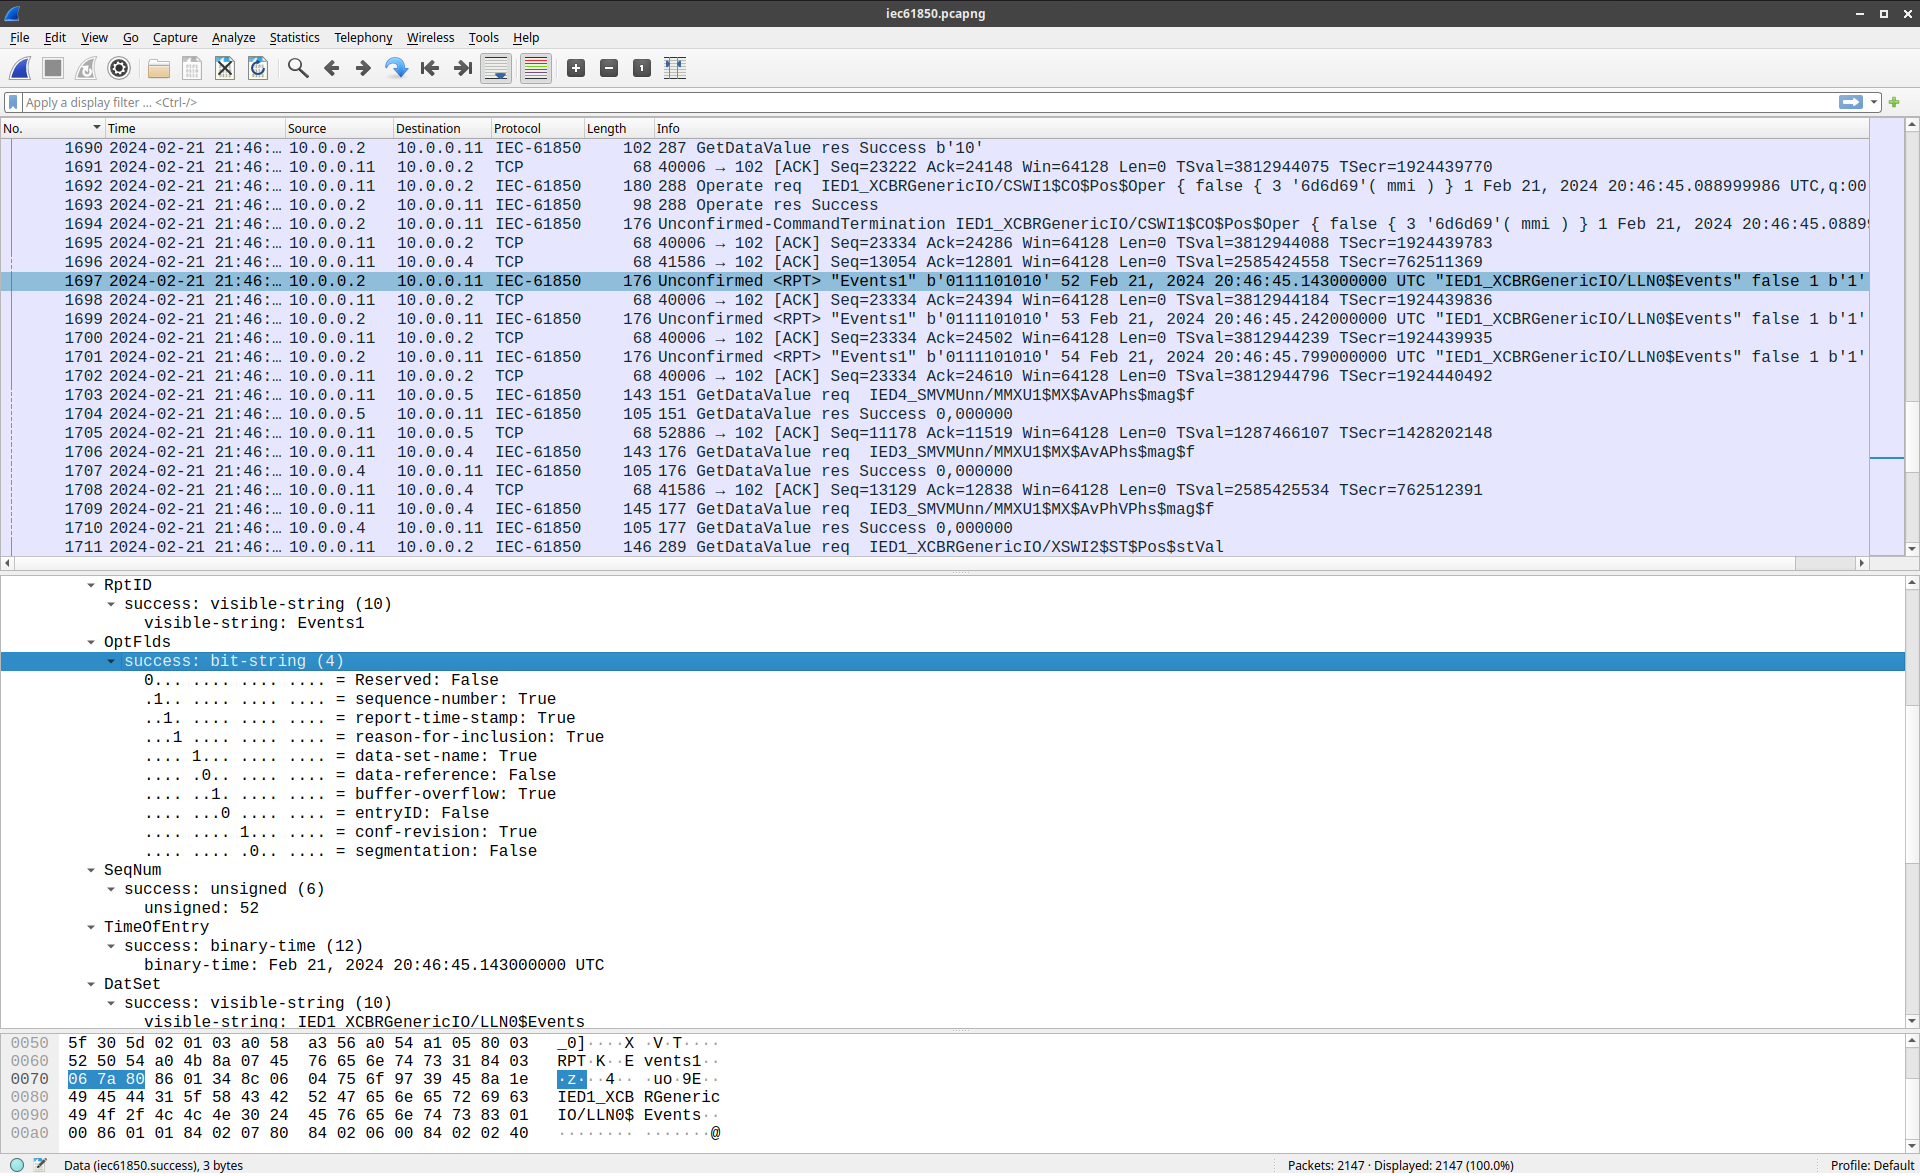 iec61850.pcapng
File Edit View Go Capture Analyze Statistics Telephony Wireless Tools Help
Apply a display filter ... <Ctrl-/>
No. Time Source Destination Protocol Length Info
1690 2024-02-21 21:46:… 10.0.0.2 10.0.0.11 IEC-61850 102 287 GetDataValue res Success b'10'
1691 2024-02-21 21:46:… 10.0.0.11 10.0.0.2 TCP 68 40006 → 102 [ACK] Seq=23222 Ack=24148 Win=64128 Len=0 TSval=3812944075 TSecr=1924439770
1692 2024-02-21 21:46:… 10.0.0.11 10.0.0.2 IEC-61850 180 288 Operate req IED1_XCBRGenericIO/CSWI1$CO$Pos$Oper { false { 3 '6d6d69'( mmi ) } 1 Feb 21, 2024 20:46:45.088999986 UTC,q:00
1693 2024-02-21 21:46:… 10.0.0.2 10.0.0.11 IEC-61850 98 288 Operate res Success
1694 2024-02-21 21:46:… 10.0.0.2 10.0.0.11 IEC-61850 176 Unconfirmed-CommandTermination IED1_XCBRGenericIO/CSWI1$CO$Pos$Oper { false { 3 '6d6d69'( mmi ) } 1 Feb 21, 2024 20:46:45.0889
1695 2024-02-21 21:46:… 10.0.0.11 10.0.0.2 TCP 68 40006 → 102 [ACK] Seq=23334 Ack=24286 Win=64128 Len=0 TSval=3812944088 TSecr=1924439783
1696 2024-02-21 21:46:… 10.0.0.11 10.0.0.4 TCP 68 41586 → 102 [ACK] Seq=13054 Ack=12801 Win=64128 Len=0 TSval=2585424558 TSecr=762511369
1697 2024-02-21 21:46:… 10.0.0.2 10.0.0.11 IEC-61850 176 Unconfirmed <RPT> "Events1" b'0111101010' 52 Feb 21, 2024 20:46:45.143000000 UTC "IED1_XCBRGenericIO/LLN0$Events" false 1 b'1'
1698 2024-02-21 21:46:… 10.0.0.11 10.0.0.2 TCP 68 40006 → 102 [ACK] Seq=23334 Ack=24394 Win=64128 Len=0 TSval=3812944184 TSecr=1924439836
1699 2024-02-21 21:46:… 10.0.0.2 10.0.0.11 IEC-61850 176 Unconfirmed <RPT> "Events1" b'0111101010' 53 Feb 21, 2024 20:46:45.242000000 UTC "IED1_XCBRGenericIO/LLN0$Events" false 1 b'1'
1700 2024-02-21 21:46:… 10.0.0.11 10.0.0.2 TCP 68 40006 → 102 [ACK] Seq=23334 Ack=24502 Win=64128 Len=0 TSval=3812944239 TSecr=1924439935
1701 2024-02-21 21:46:… 10.0.0.2 10.0.0.11 IEC-61850 176 Unconfirmed <RPT> "Events1" b'0111101010' 54 Feb 21, 2024 20:46:45.799000000 UTC "IED1_XCBRGenericIO/LLN0$Events" false 1 b'1'
1702 2024-02-21 21:46:… 10.0.0.11 10.0.0.2 TCP 68 40006 → 102 [ACK] Seq=23334 Ack=24610 Win=64128 Len=0 TSval=3812944796 TSecr=1924440492
1703 2024-02-21 21:46:… 10.0.0.11 10.0.0.5 IEC-61850 143 151 GetDataValue req IED4_SMVMUnn/MMXU1$MX$AvAPhs$mag$f
1704 2024-02-21 21:46:… 10.0.0.5 10.0.0.11 IEC-61850 105 151 GetDataValue res Success 0,000000
1705 2024-02-21 21:46:… 10.0.0.11 10.0.0.5 TCP 68 52886 → 102 [ACK] Seq=11178 Ack=11519 Win=64128 Len=0 TSval=1287466107 TSecr=1428202148
1706 2024-02-21 21:46:… 10.0.0.11 10.0.0.4 IEC-61850 143 176 GetDataValue req IED3_SMVMUnn/MMXU1$MX$AvAPhs$mag$f
1707 2024-02-21 21:46:… 10.0.0.4 10.0.0.11 IEC-61850 105 176 GetDataValue res Success 0,000000
1708 2024-02-21 21:46:… 10.0.0.11 10.0.0.4 TCP 68 41586 → 102 [ACK] Seq=13129 Ack=12838 Win=64128 Len=0 TSval=2585425534 TSecr=762512391
1709 2024-02-21 21:46:… 10.0.0.11 10.0.0.4 IEC-61850 145 177 GetDataValue req IED3_SMVMUnn/MMXU1$MX$AvPhVPhs$mag$f
1710 2024-02-21 21:46:… 10.0.0.4 10.0.0.11 IEC-61850 105 177 GetDataValue res Success 0,000000
1711 2024-02-21 21:46:… 10.0.0.11 10.0.0.2 IEC-61850 146 289 GetDataValue req IED1_XCBRGenericIO/XSWI2$ST$Pos$stVal
RptID
success: visible-string (10)
visible-string: Events1
OptFlds
success: bit-string (4)
0... .... .... .... = Reserved: False
.1.. .... .... .... = sequence-number: True
..1. .... .... .... = report-time-stamp: True
...1 .... .... .... = reason-for-inclusion: True
.... 1... .... .... = data-set-name: True
.... .0.. .... .... = data-reference: False
.... ..1. .... .... = buffer-overflow: True
.... ...0 .... .... = entryID: False
.... .... 1... .... = conf-revision: True
.... .... .0.. .... = segmentation: False
SeqNum
success: unsigned (6)
unsigned: 52
TimeOfEntry
success: binary-time (12)
binary-time: Feb 21, 2024 20:46:45.143000000 UTC
DatSet
success: visible-string (10)
visible-string: IED1_XCBRGenericIO/LLN0$Events
0050 5f 30 5d 02 01 03 a0 58 a3 56 a0 54 a1 05 80 03 _0]····X ·V·T····
0060 52 50 54 a0 4b 8a 07 45 76 65 6e 74 73 31 84 03 RPT·K··E vents1··
0070 06 7a 80 86 01 34 8c 06 04 75 6f 97 39 45 8a 1e ·z···4·· ·uo·9E··
0080 49 45 44 31 5f 58 43 42 52 47 65 6e 65 72 69 63 IED1_XCB RGeneric
0090 49 4f 2f 4c 4c 4e 30 24 45 76 65 6e 74 73 83 01 IO/LLN0$ Events··
00a0 00 86 01 01 84 02 07 80 84 02 06 00 84 02 02 40 ········ ·······@
Data (iec61850.success), 3 bytes Packets: 2147 · Displayed: 2147 (100.0%) Profile: Default